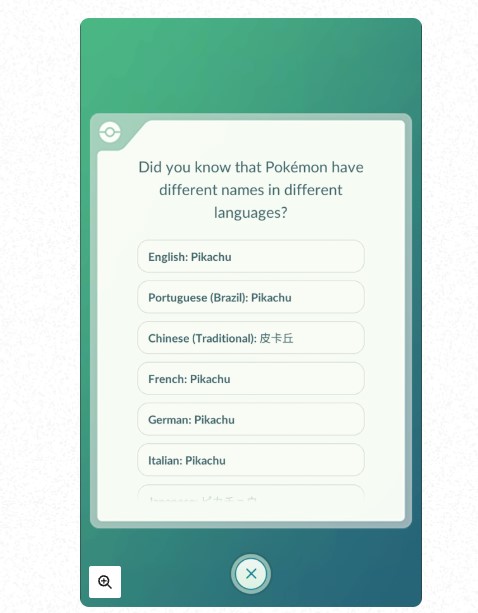 Did you know that Pokémon have
different names in different
languages?
English: Pikachu
Portuguese (Brazil): Pikachu
Chinese (Traditional): 皮卡丘
French: Pikachu
German: Pikachu
Italian: Pikachu